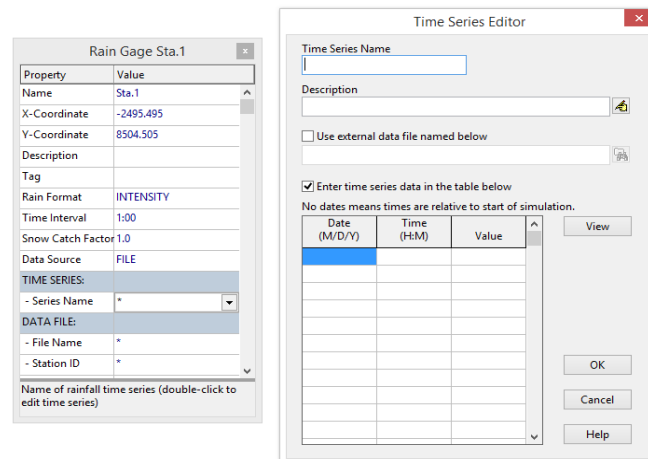 Rain Gage Sta.1
x
Property Value
Name Sta.1
X-Coordinate -2495.495
Y-Coordinate 8504.505
Description
Tag
Rain Format INTENSITY
Time Interval 1:00
Snow Catch Factor 1.0
Data Source FILE
TIME SERIES:
- Series Name *
DATA FILE:
- File Name *
- Station ID *
Name of rainfall time series (double-click to
edit time series)
Time Series Editor
x
Time Series Name
Description
Use external data file named below
Enter time series data in the table below
No dates means times are relative to start of simulation.
Date Time
(M/D/Y) (H:M) Value
View
OK
Cancel
Help